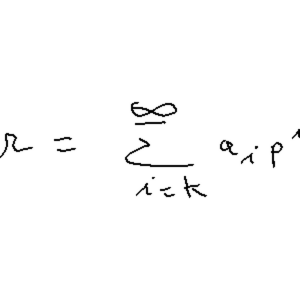 r = ∑_{i=k}^{∞} a_i p^i